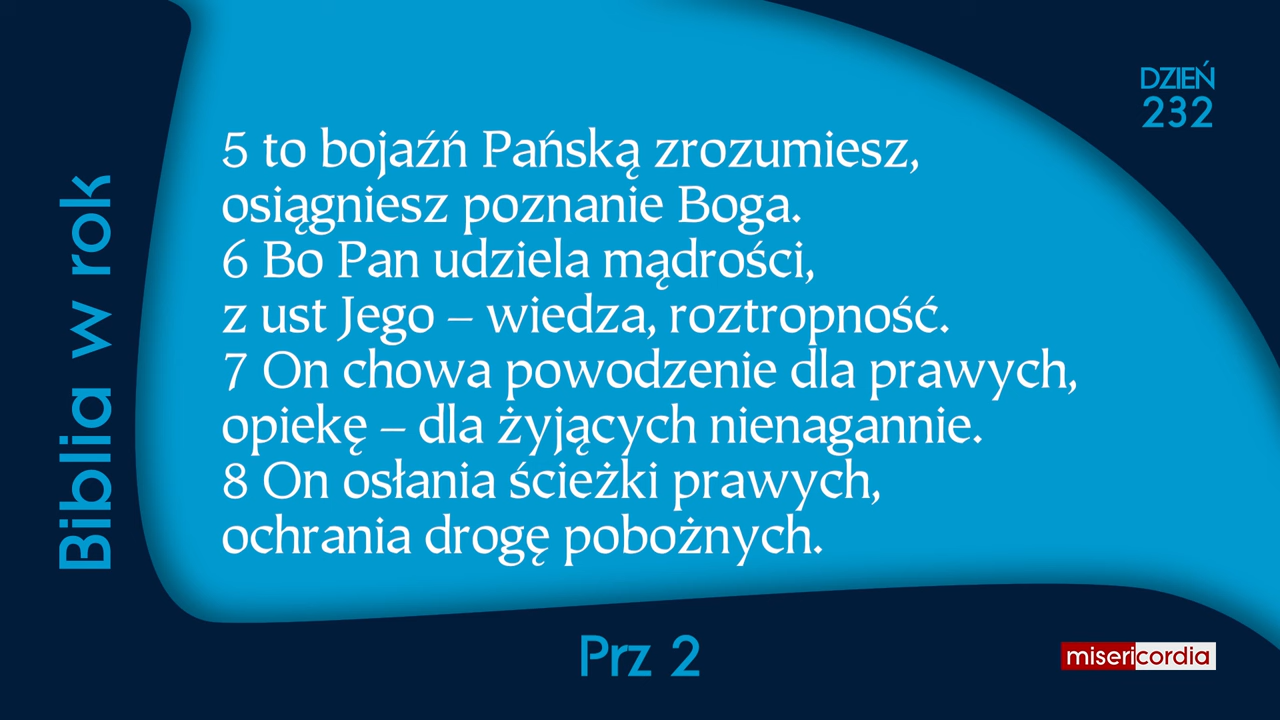 DZIEŃ
232
5 to bojaźń Pańską zrozumiesz,
osiągniesz poznanie Boga.
6 Bo Pan udziela mądrości,
z ust Jego – wiedza, roztropność.
7 On chowa powodzenie dla prawych,
opiekę – dla żyjących nienagannie.
8 On osłania ścieżki prawych,
ochrania drogę pobożnych.
Biblia w rok
Prz 2
misericordia